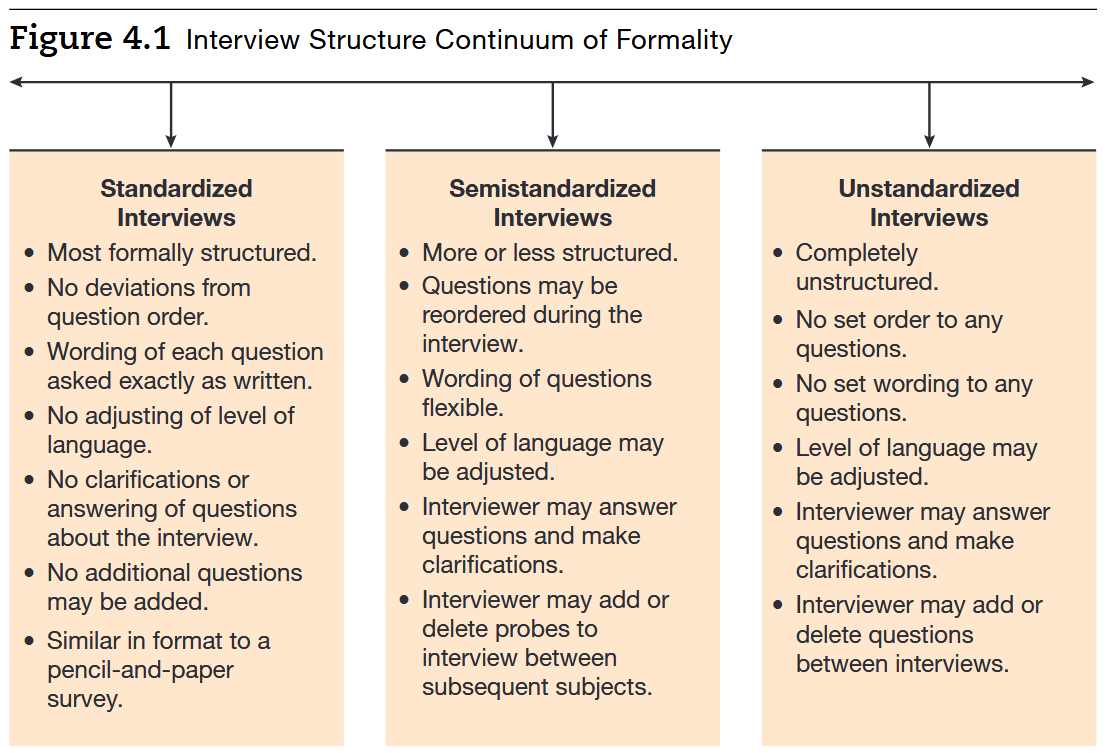 Figure 4.1 Interview Structure Continuum of Formality
Standardized
Interviews
• Most formally structured.
• No deviations from
question order.
• Wording of each question
asked exactly as written.
• No adjusting of level of
language.
• No clarifications or
answering of questions
about the interview.
• No additional questions
may be added.
• Similar in format to a
pencil-and-paper
survey.
Semistandardized
Interviews
• More or less structured.
• Questions may be
reordered during the
interview.
• Wording of questions
flexible.
• Level of language may
be adjusted.
• Interviewer may answer
questions and make
clarifications.
• Interviewer may add or
delete probes to
interview between
subsequent subjects.
Unstandardized
Interviews
• Completely
unstructured.
• No set order to any
questions.
• No set wording to any
questions.
• Level of language may
be adjusted.
• Interviewer may answer
questions and make
clarifications.
• Interviewer may add or
delete questions
between interviews.